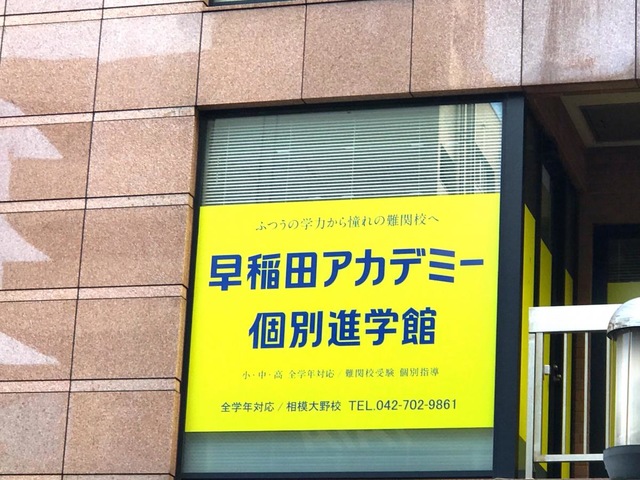 ふつうの学力から憧れの難関校へ
早稲田アカデミー
個別進学館
小・中・高 全学年対応 / 難関校受験 個別指導
全学年対応 / 相模大野校 TEL.042-702-9861